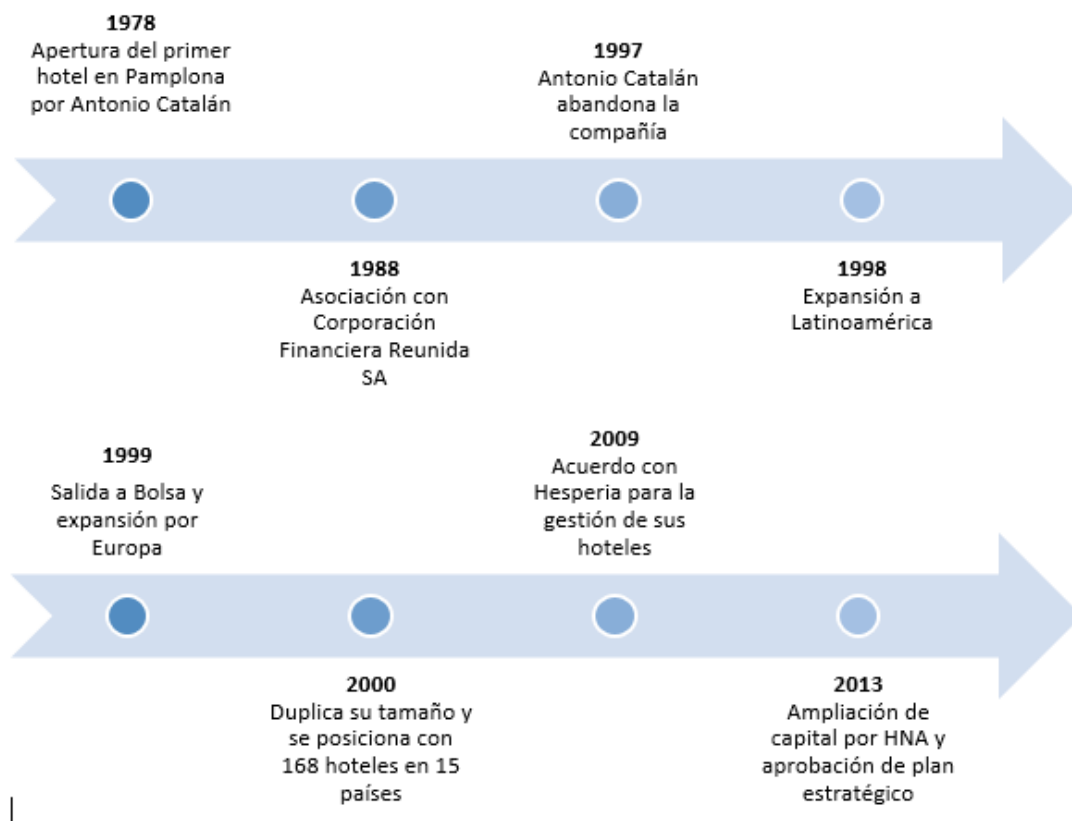 1978
Apertura del primer
hotel en Pamplona
por Antonio Catalán
1988
Asociación con
Corporación
Financiera Reunida
SA
1997
Antonio Catalán
abandona la
compañía
1998
Expansión a
Latinoamérica
1999
Salida a Bolsa y
expansión por
Europa
2000
Duplica su tamaño y
se posiciona con
168 hoteles en 15
países
2009
Acuerdo con
Hesperia para la
gestión de sus
hoteles
2013
Ampliación de
capital por HNA y
aprobación de plan
estratégico